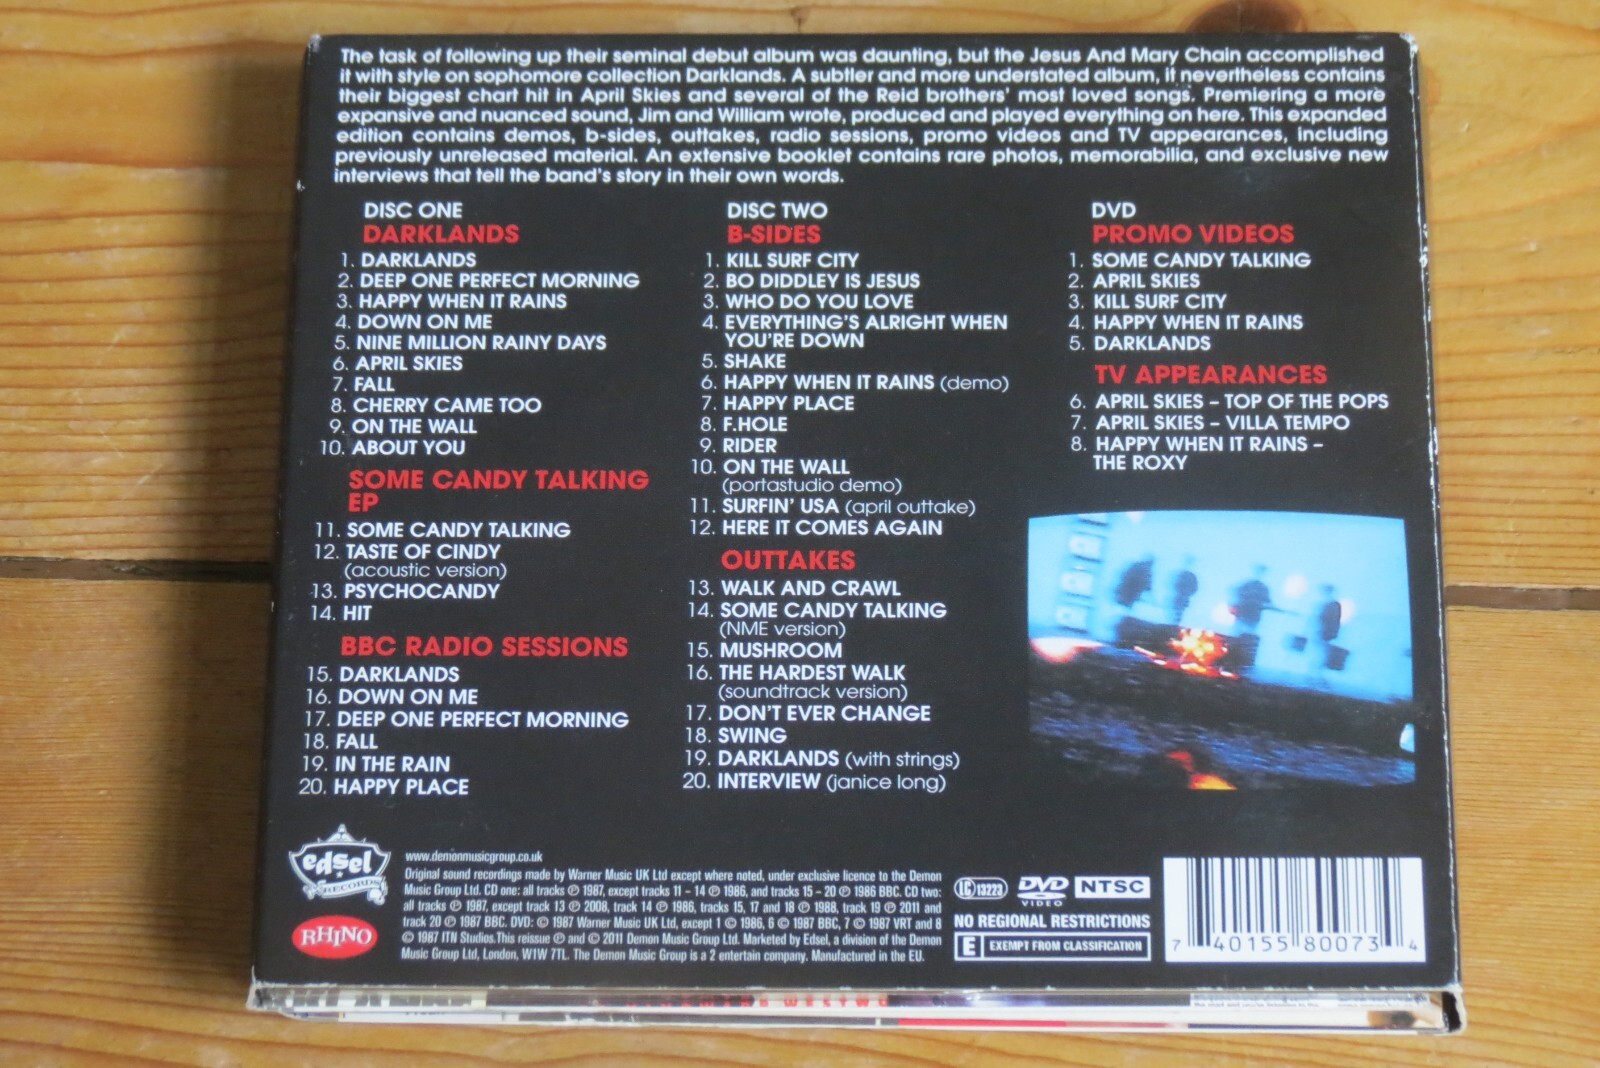 The task of following up their seminal debut album was daunting, but the Jesus And Mary Chain accomplished
it with style on sophomore collection Darklands. A subtler and more understated album, it nevertheless contains
their biggest chart hit in April Skies and several of the Reid brothers' most loved songs. Premiering a more
expansive and nuanced sound, Jim and William wrote, produced and played everything on here. This expanded
edition contains demos, b-sides, outtakes, radio sessions, promo videos and TV appearances, including
previously unreleased material. An extensive booklet contains rare photos, memorabilia, and exclusive new
interviews that tell the band's story in their own words.
DISC ONE
DARKLANDS
1. DARKLANDS
2. DEEP ONE PERFECT MORNING
3. HAPPY WHEN IT RAINS
4. DOWN ON ME
5. NINE MILLION RAINY DAYS
6. APRIL SKIES
7. FALL
8. CHERRY CAME TOO
9. ON THE WALL
10. ABOUT YOU
SOME CANDY TALKING
EP
11. SOME CANDY TALKING
12. TASTE OF CINDY
(acoustic version)
13. PSYCHOCANDY
14. HIT
BBC RADIO SESSIONS
15. DARKLANDS
16. DOWN ON ME
17. DEEP ONE PERFECT MORNING
18. FALL
19. IN THE RAIN
20. HAPPY PLACE
DISC TWO
B-SIDES
1. KILL SURF CITY
2. BO DIDDLEY IS JESUS
3. WHO DO YOU LOVE
4. EVERYTHING'S ALRIGHT WHEN
YOU'RE DOWN
5. SHAKE
6. HAPPY WHEN IT RAINS (demo)
7. HAPPY PLACE
8. F.HOLE
9. RIDER
10. ON THE WALL
(portastudio demo)
11. SURFIN' USA (april outtake)
12. HERE IT COMES AGAIN
OUTTAKES
13. WALK AND CRAWL
14. SOME CANDY TALKING
(NME version)
15. MUSHROOM
16. THE HARDEST WALK
(soundtrack version)
17. DON'T EVER CHANGE
18. SWING
19. DARKLANDS (with strings)
20. INTERVIEW (janice long)
DVD
PROMO VIDEOS
1. SOME CANDY TALKING
2. APRIL SKIES
3. KILL SURF CITY
4. HAPPY WHEN IT RAINS
5. DARKLANDS
TV APPEARANCES
6. APRIL SKIES – TOP OF THE POPS
7. APRIL SKIES – VILLA TEMPO
8. HAPPY WHEN IT RAINS –
THE ROXY
edsel
RECORDS
RHINO
www.demonmusicgroup.co.uk
Original sound recordings made by Warner Music UK Ltd except where noted, under exclusive licence to the Demon
Music Group Ltd. CD one: all tracks ℗ 1987, except tracks 11 – 14 ℗ 1986, and tracks 15 – 20 ℗ 1986 BBC. CD two:
all tracks ℗ 1987, except track 13 ℗ 2008, track 14 ℗ 1986, tracks 15, 17 and 18 ℗ 1988, track 19 ℗ 2011 and
track 20 ℗ 1987 BBC. DVD: © 1987 Warner Music UK Ltd, except 1 © 1986, 6 © 1987 BBC, 7 © 1987 VRT and 8
© 1987 ITN Studios. This reissue ℗ and © 2011 Demon Music Group Ltd. Marketed by Edsel, a division of the Demon
Music Group Ltd, London, W1W 7TL. The Demon Music Group is a 2 entertain company. Manufactured in the EU.
LC 13223
DVD VIDEO
NTSC
NO REGIONAL RESTRICTIONS
E EXEMPT FROM CLASSIFICATION
7 40155 80073 4